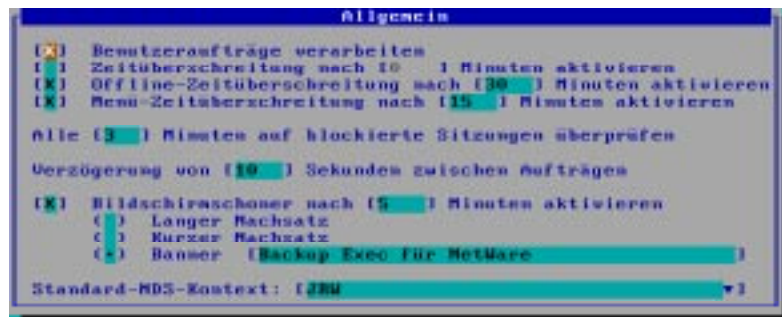 Allgemein
[X] Benutzeraufträge verarbeiten
[ ] Zeitüberschreitung nach [0 ] Minuten aktivieren
[X] Offline-Zeitüberschreitung nach [30 ] Minuten aktivieren
[X] Menü-Zeitüberschreitung nach [15 ] Minuten aktivieren
Alle [3 ] Minuten auf blockierte Sitzungen überprüfen
Verzögerung von [10 ] Sekunden zwischen Aufträgen
[X] Bildschirmschoner nach [5 ] Minuten aktivieren
( ) Langer Nachsatz
( ) Kurzer Nachsatz
(•) Banner [Backup Exec für NetWare ]
Standard-NDS-Kontext: [JRW ▼]